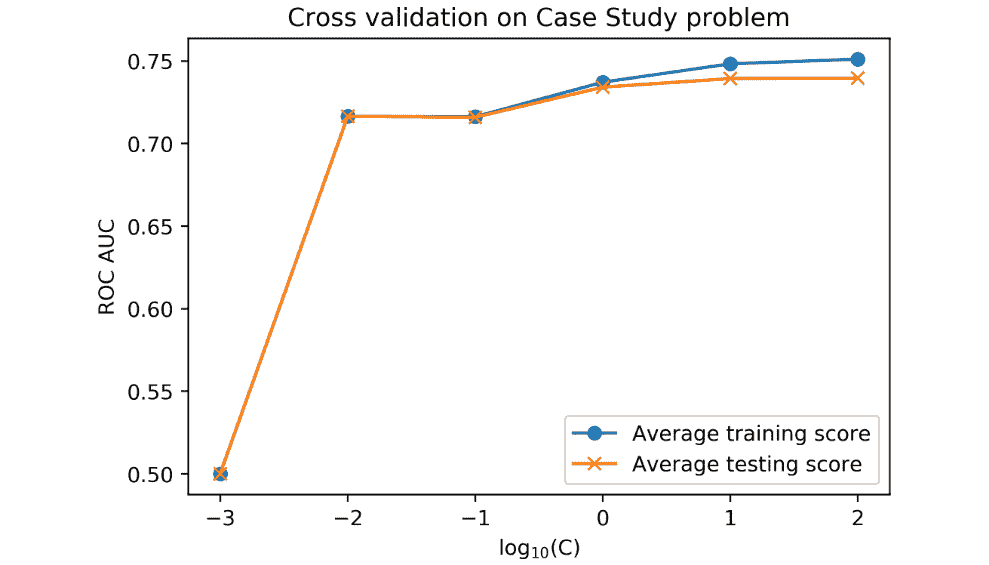 Cross validation on Case Study problem
0.75
0.70
0.65
0.60
0.55
0.50
ROC AUC
Average training score
Average testing score
−3 −2 −1 0 1 2
log₁₀(C)